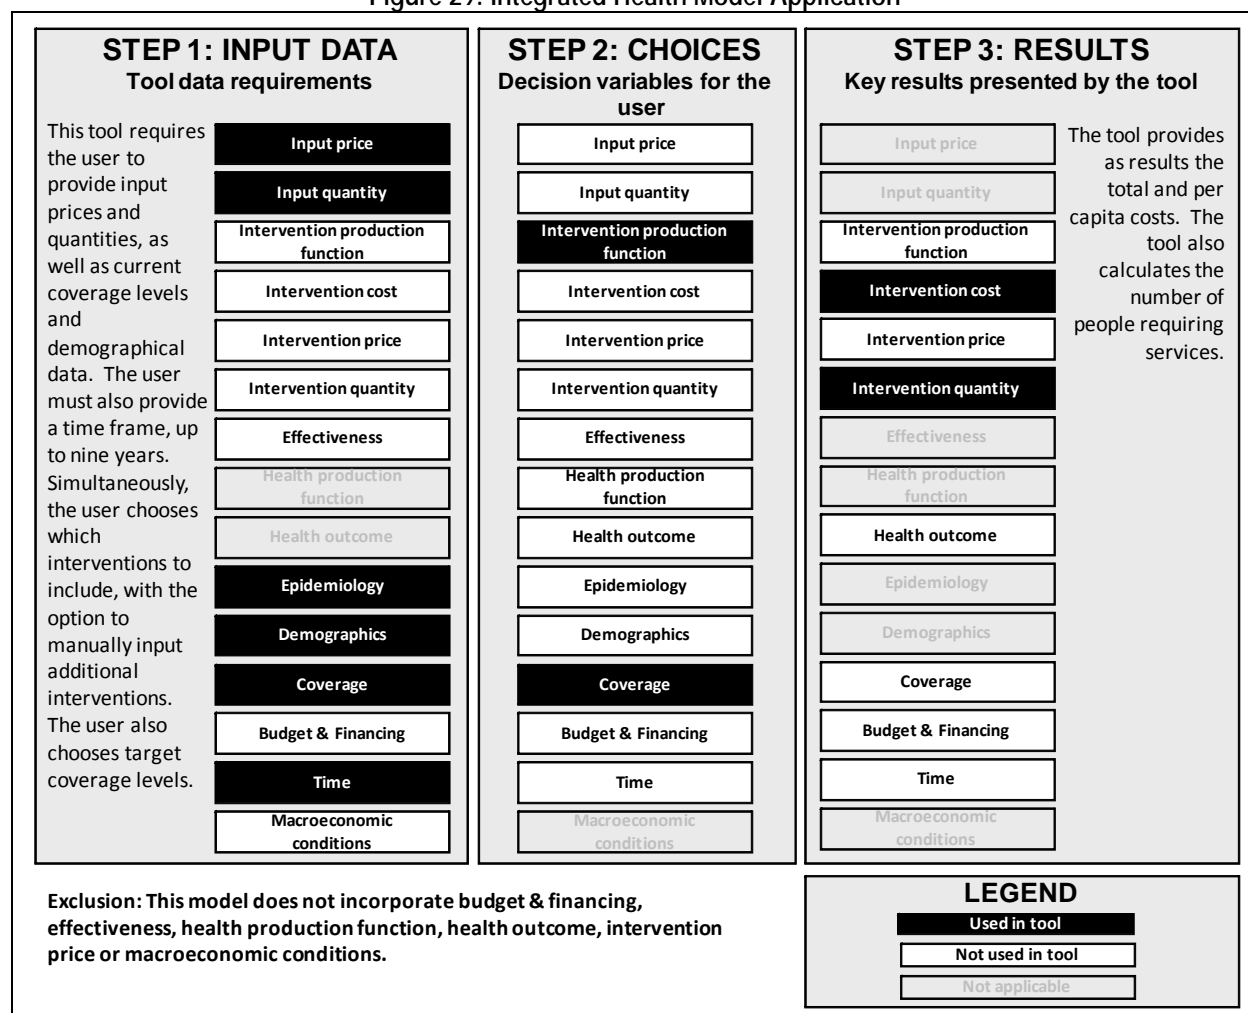 Figure 29: Integrated Health Model Application
STEP 1: INPUT DATA
Tool data requirements
This tool requires
the user to
provide input
prices and
quantities, as
well as current
coverage levels
and
demographical
data. The user
must also provide
a time frame, up
to nine years.
Simultaneously,
the user chooses
which
interventions to
include, with the
option to
manually input
additional
interventions.
The user also
chooses target
coverage levels.
Input price
Input quantity
Intervention production
function
Intervention cost
Intervention price
Intervention quantity
Effectiveness
Health production
function
Health outcome
Epidemiology
Demographics
Coverage
Budget & Financing
Time
Macroeconomic
conditions
STEP 2: CHOICES
Decision variables for the
user
Input price
Input quantity
Intervention production
function
Intervention cost
Intervention price
Intervention quantity
Effectiveness
Health production
function
Health outcome
Epidemiology
Demographics
Coverage
Budget & Financing
Time
Macroeconomic
conditions
STEP 3: RESULTS
Key results presented by the tool
Input price
Input quantity
Intervention production
function
Intervention cost
Intervention price
Intervention quantity
Effectiveness
Health production
function
Health outcome
Epidemiology
Demographics
Coverage
Budget & Financing
Time
Macroeconomic
conditions
The tool provides
as results the
total and per
capita costs. The
tool also
calculates the
number of
people requiring
services.
Exclusion: This model does not incorporate budget & financing,
effectiveness, health production function, health outcome, intervention
price or macroeconomic conditions.
LEGEND
Used in tool
Not used in tool
Not applicable